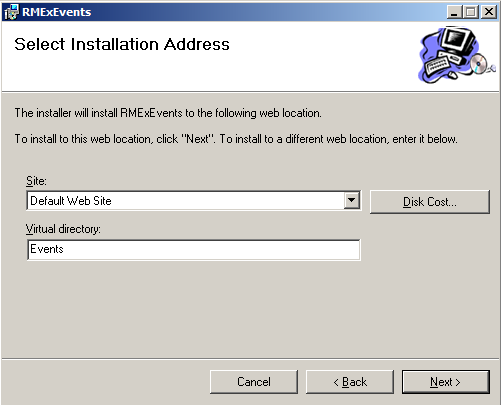 RMExEvents
Select Installation Address
The installer will install RMExEvents to the following web location.
To install to this web location, click "Next". To install to a different web location, enter it below.
Site:
Default Web Site
Disk Cost...
Virtual directory:
Events
Cancel
< Back
Next >